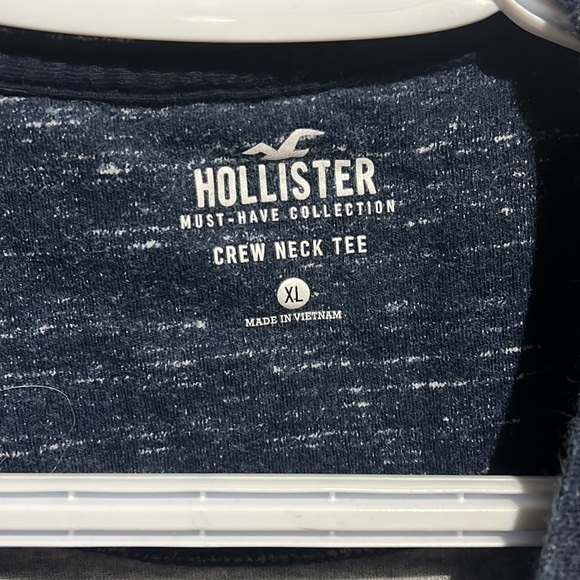 HOLLISTER
MUST-HAVE COLLECTION
CREW NECK TEE
XL
MADE IN VIETNAM